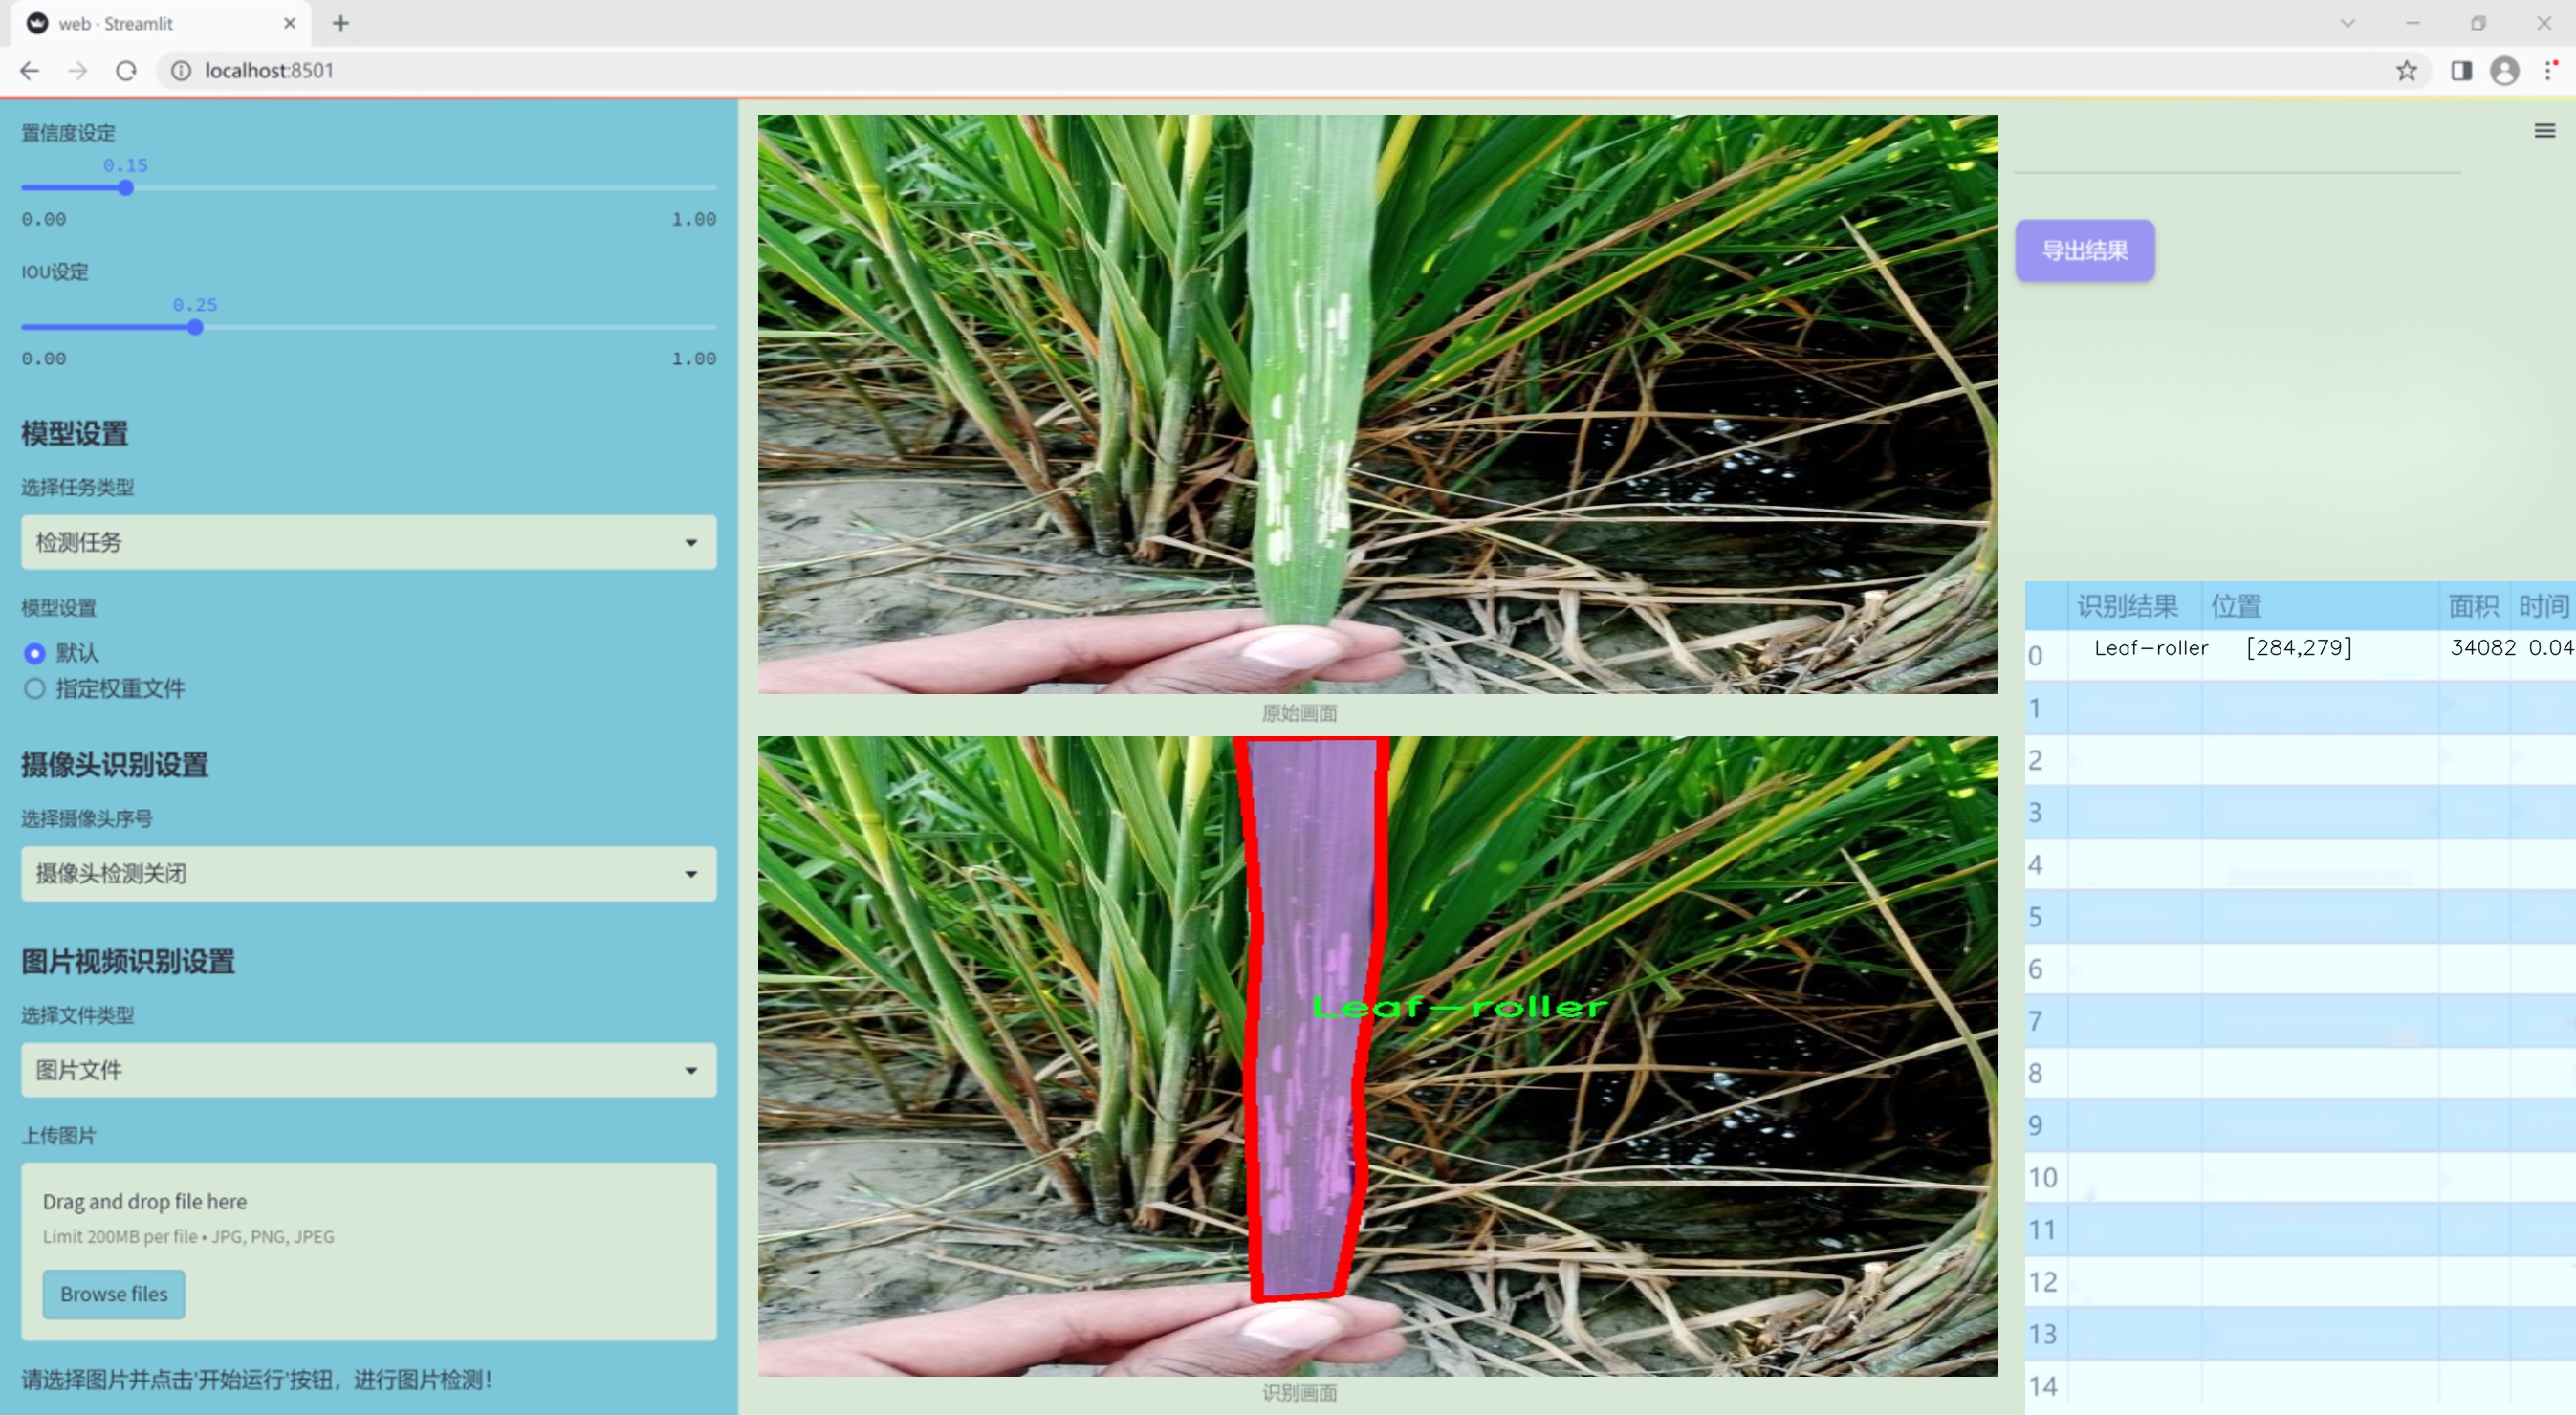 web · Streamlit
localhost:8501
置信度设定
0.15
0.00 1.00
IOU设定
0.25
0.00 1.00
模型设置
选择任务类型
检测任务
模型设置
默认
指定权重文件
摄像头识别设置
选择摄像头序号
摄像头检测关闭
图片视频识别设置
选择文件类型
图片文件
上传图片
Drag and drop file here
Limit 200MB per file • JPG, PNG, JPEG
Browse files
请选择图片并点击'开始运行'按钮，进行图片检测！
原始画面
Leaf-roller
识别画面
导出结果
识别结果 位置 面积 时间
0 Leaf-roller [284,279] 34082 0.04
1
2
3
4
5
6
7
8
9
10
11
12
13
14